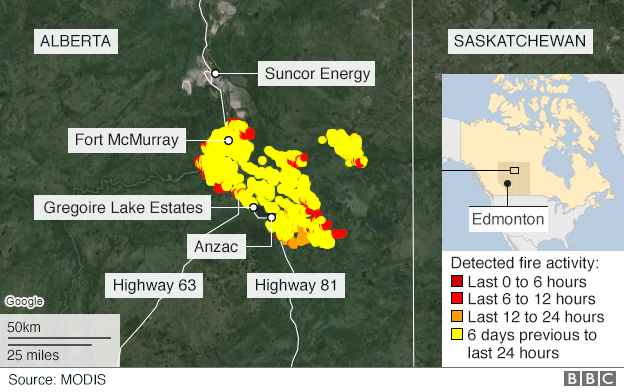 ALBERTA
SASKATCHEWAN
Suncor Energy
Fort McMurray
Gregoire Lake Estates
Anzac
Highway 63
Highway 81
Edmonton
Detected fire activity:
Last 0 to 6 hours
Last 6 to 12 hours
Last 12 to 24 hours
6 days previous to
last 24 hours
Google
50km
25 miles
Source: MODIS
BBC